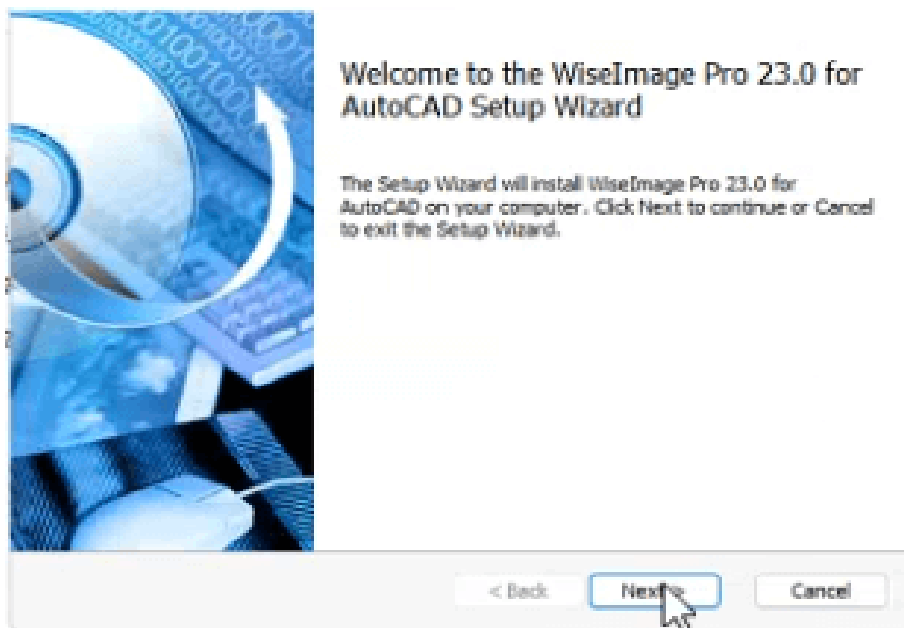 Welcome to the WiseImage Pro 23.0 for
AutoCAD Setup Wizard
The Setup Wizard will install WiseImage Pro 23.0 for
AutoCAD on your computer. Click Next to continue or Cancel
to exit the Setup Wizard.
< Back Next > Cancel